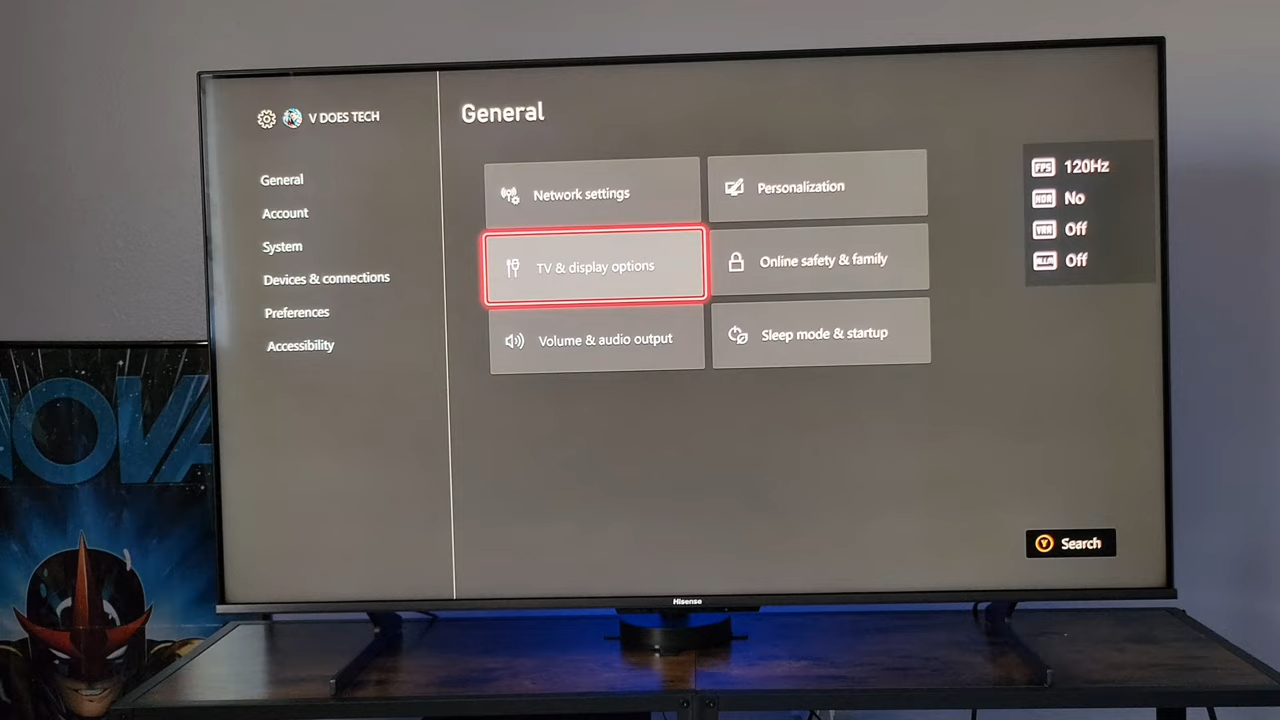 V DOES TECH
General
Account
System
Devices & connections
Preferences
Accessibility
General
Network settings
Personalization
TV & display options
Online safety & family
Volume & audio output
Sleep mode & startup
FPS 120Hz
HDR No
VRR Off
ALLM Off
Y Search
Hisense
NOVA